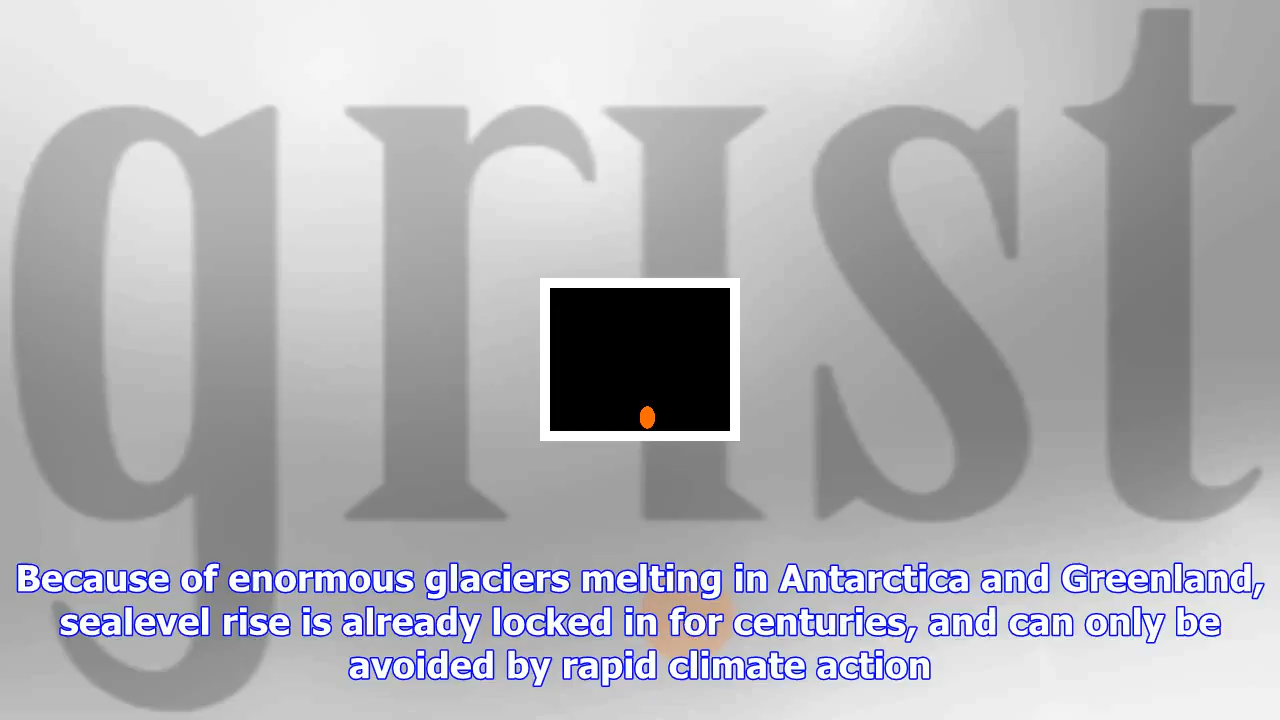 grist
Because of enormous glaciers melting in Antarctica and Greenland,
sealevel rise is already locked in for centuries, and can only be
avoided by rapid climate action